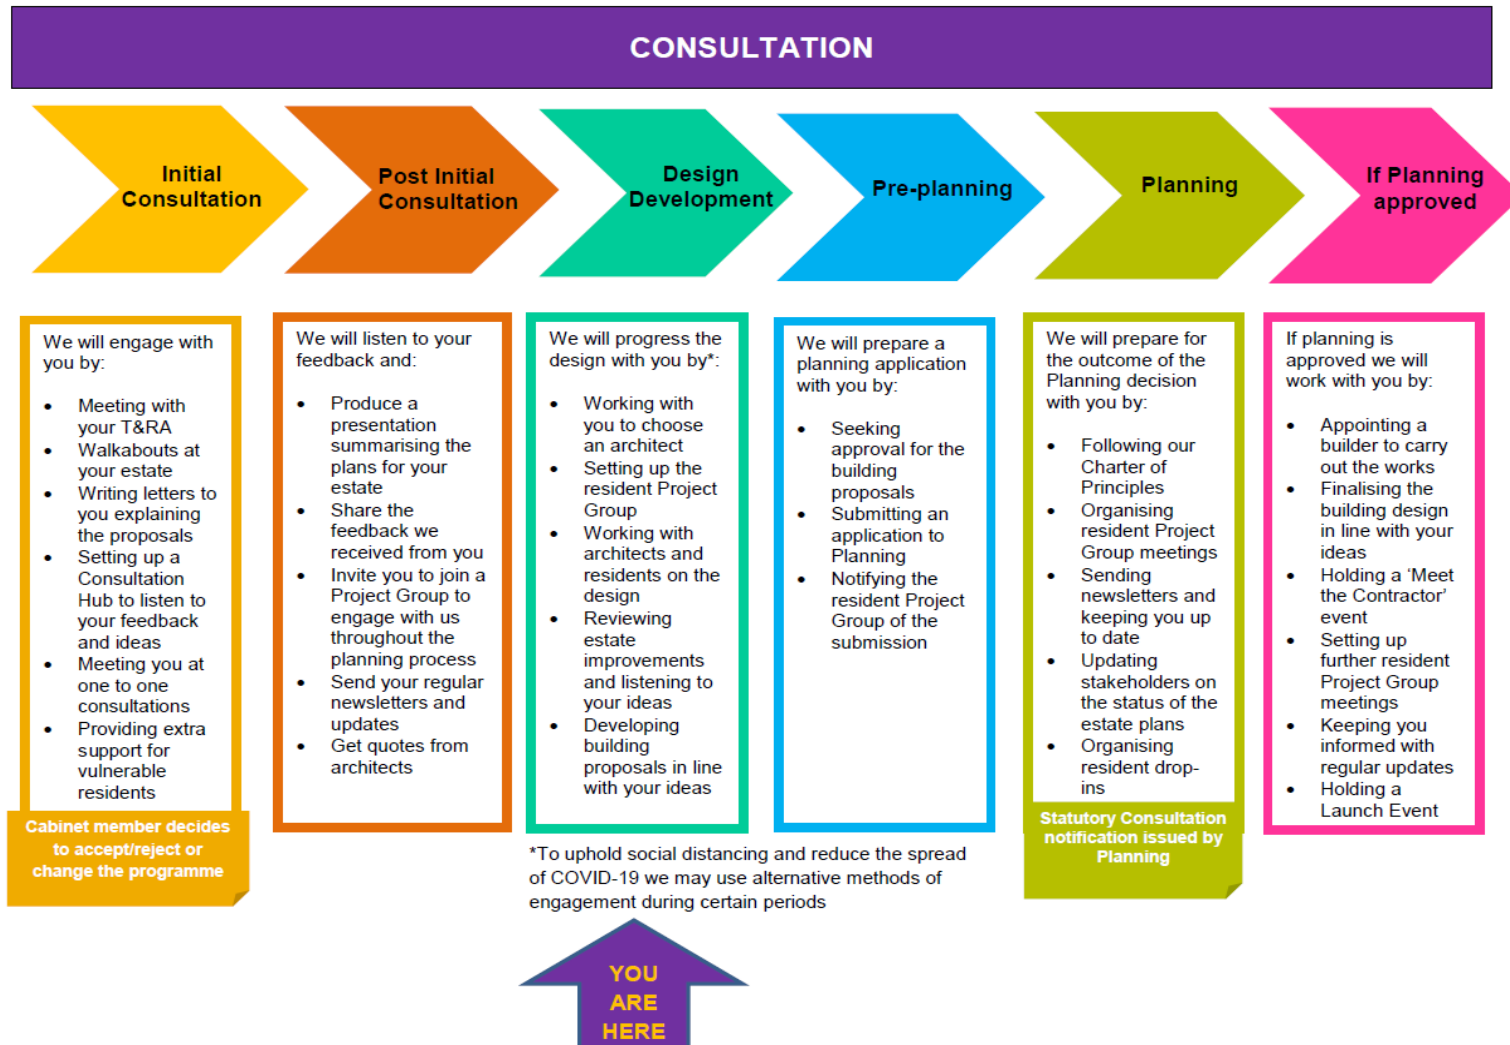 CONSULTATION
Initial
Consultation
Post Initial
Consultation
Design
Development
Pre-planning
Planning
If Planning
approved
We will engage with
you by:
• Meeting with
your T&RA
• Walkabouts at
your estate
• Writing letters to
you explaining
the proposals
• Setting up a
Consultation
Hub to listen to
your feedback
and ideas
• Meeting you at
one to one
consultations
• Providing extra
support for
vulnerable
residents
Cabinet member decides
to accept/reject or
change the programme
We will listen to your
feedback and:
• Produce a
presentation
summarising the
plans for your
estate
• Share the
feedback we
received from you
• Invite you to join a
Project Group to
engage with us
throughout the
planning process
• Send your regular
newsletters and
updates
• Get quotes from
architects
We will progress the
design with you by*:
• Working with
you to choose
an architect
• Setting up the
resident Project
Group
• Working with
architects and
residents on the
design
• Reviewing
estate
improvements
and listening to
your ideas
• Developing
building
proposals in line
with your ideas
We will prepare a
planning application
with you by:
• Seeking
approval for the
building
proposals
• Submitting an
application to
Planning
• Notifying the
resident Project
Group of the
submission
We will prepare for
the outcome of the
Planning decision
with you by:
• Following our
Charter of
Principles
• Organising
resident Project
Group meetings
• Sending
newsletters and
keeping you up
to date
• Updating
stakeholders on
the status of the
estate plans
• Organising
resident drop-
ins
Statutory Consultation
notification issued by
Planning
If planning is
approved we will
work with you by:
• Appointing a
builder to carry
out the works
• Finalising the
building design
in line with your
ideas
• Holding a ‘Meet
the Contractor’
event
• Setting up
further resident
Project Group
meetings
• Keeping you
informed with
regular updates
• Holding a
Launch Event
*To uphold social distancing and reduce the spread
of COVID-19 we may use alternative methods of
engagement during certain periods
YOU
ARE
HERE